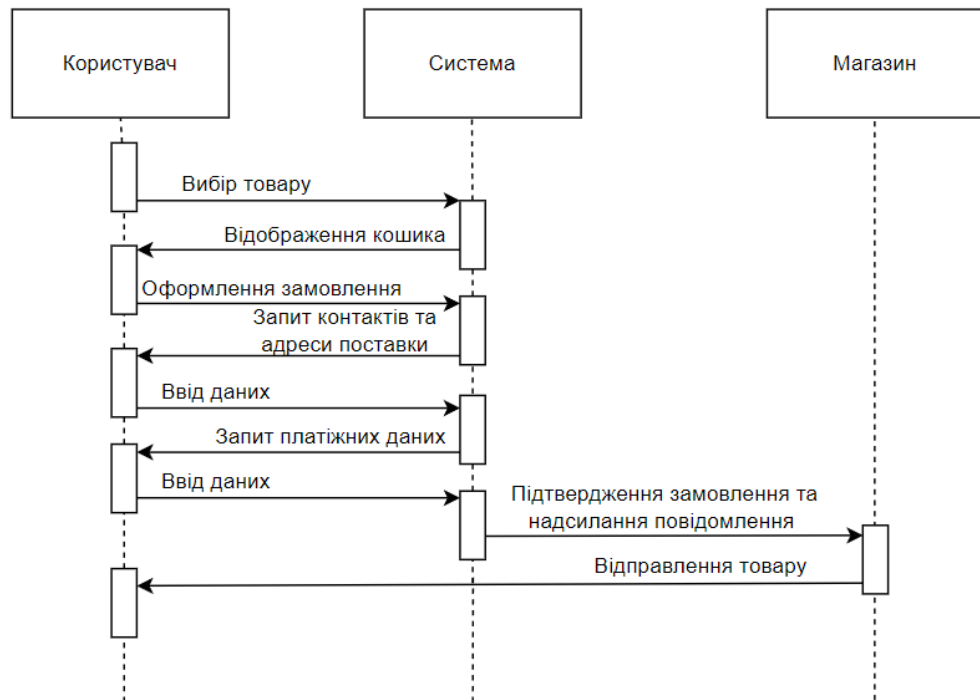 Користувач
Система
Магазин
Вибір товару
Відображення кошика
Оформлення замовлення
Запит контактів та
адреси поставки
Ввід даних
Запит платіжних даних
Ввід даних
Підтвердження замовлення та
надсилання повідомлення
Відправлення товару